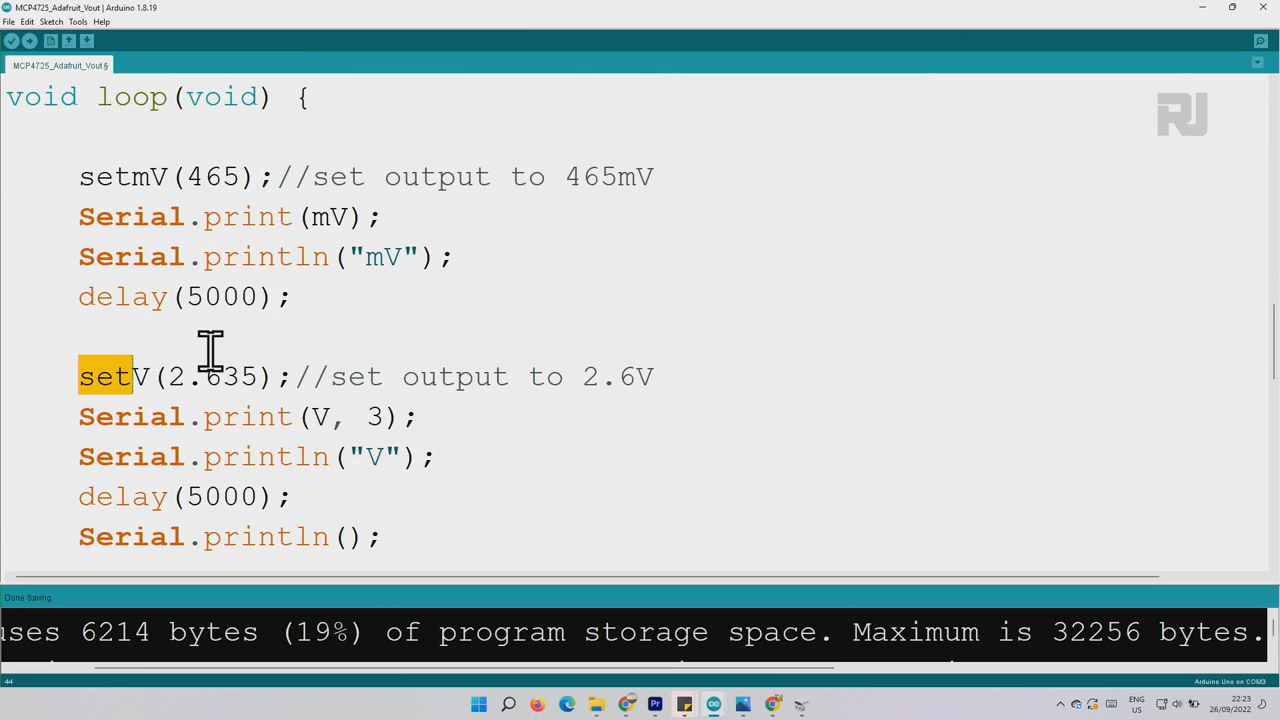 MCP4725_Adafruit_Vout | Arduino 1.8.19
File Edit Sketch Tools Help
MCP4725_Adafruit_Vout §
void loop(void) {
setmV(465);//set output to 465mV
Serial.print(mV);
Serial.println("mV");
delay(5000);
setV(2.635);//set output to 2.6V
Serial.print(V, 3);
Serial.println("V");
delay(5000);
Serial.println();
RJ
Done Saving.
uses 6214 bytes (19%) of program storage space. Maximum is 32256 bytes.
44
Arduino Uno on COM3
ENG
US
22:23
26/09/2022